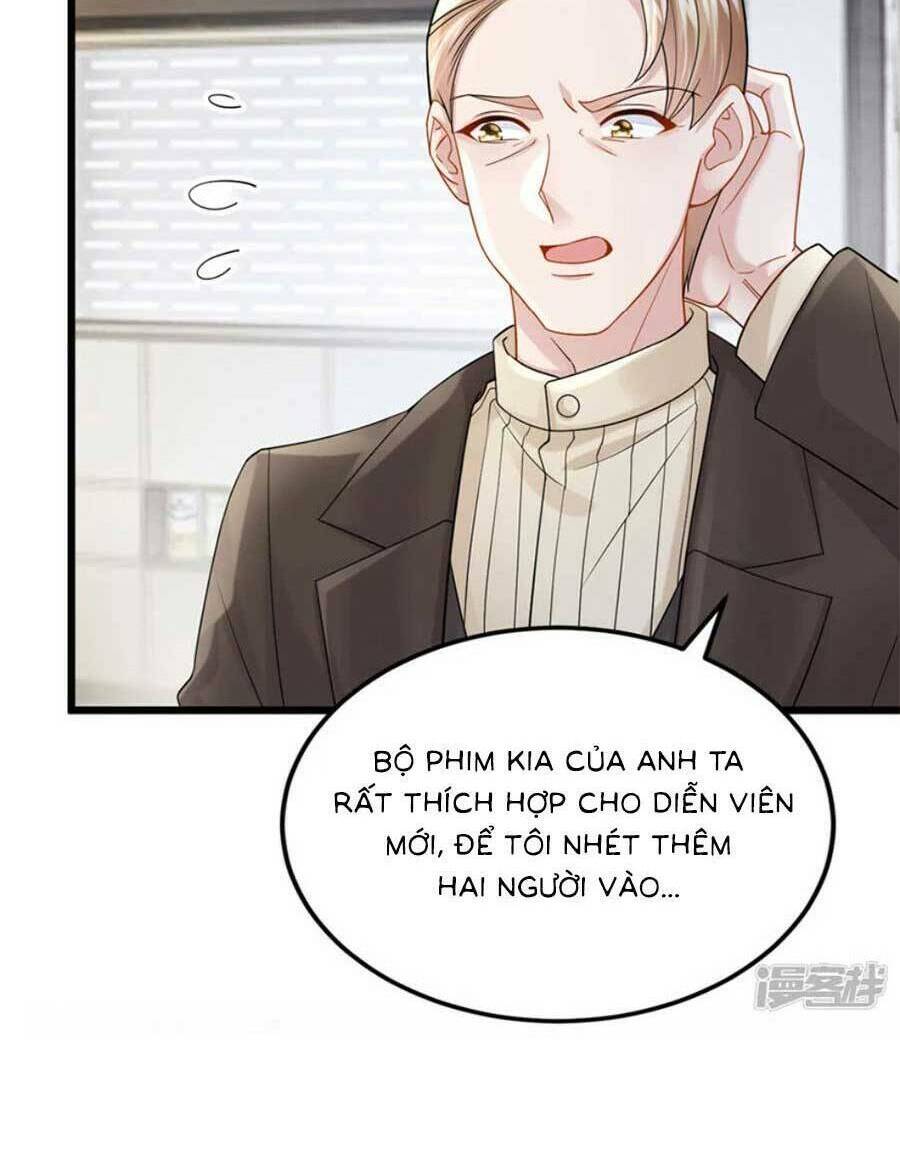 BỘ PHIM KIA CỦA ANH TA
RẤT THÍCH HỢP CHO DIỄN VIÊN
MỚI, ĐỂ TÔI NHÉT THÊM
HAI NGƯỜI VÀO...
漫客栈